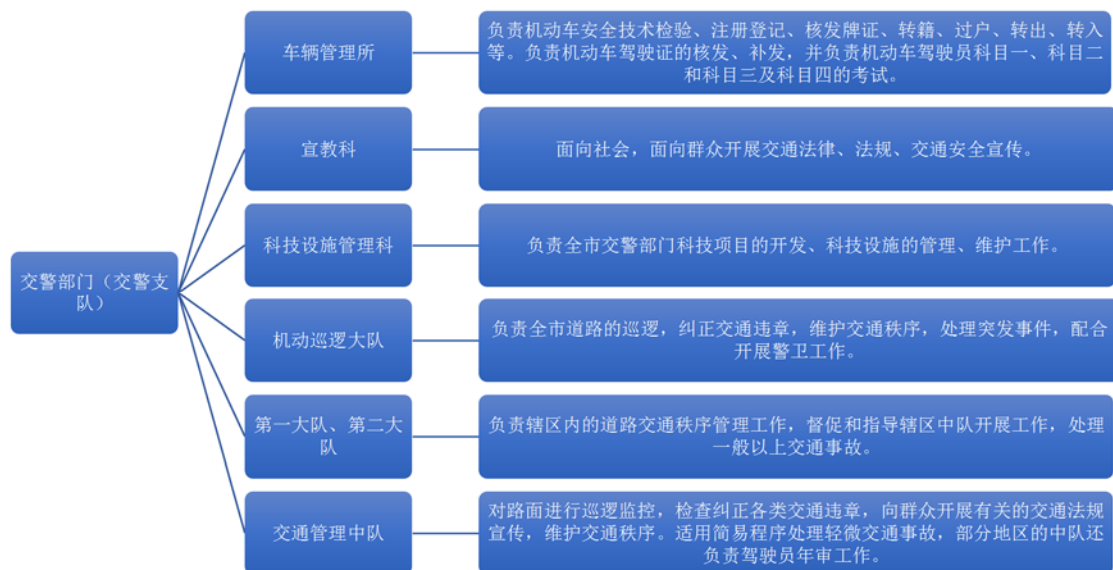 车辆管理所
负责机动车安全技术检验、注册登记、核发牌证、转籍、过户、转出、转入
等。负责机动车驾驶证的核发、补发，并负责机动车驾驶员科目一、科目二
和科目三及科目四的考试。
宣教科
面向社会，面向群众开展交通法律、法规、交通安全宣传。
科技设施管理科
负责全市交警部门科技项目的开发、科技设施的管理、维护工作。
交警部门（交警支
队）
机动巡逻大队
负责全市道路的巡逻，纠正交通违章，维护交通秩序，处理突发事件，配合
开展警卫工作。
第一大队、第二大
队
负责辖区内的道路交通秩序管理工作，督促和指导辖区中队开展工作，处理
一般以上交通事故。
交通管理中队
对路面进行巡逻监控，检查纠正各类交通违章，向群众开展有关的交通法规
宣传，维护交通秩序。适用简易程序处理轻微交通事故，部分地区的中队还
负责驾驶员年审工作。